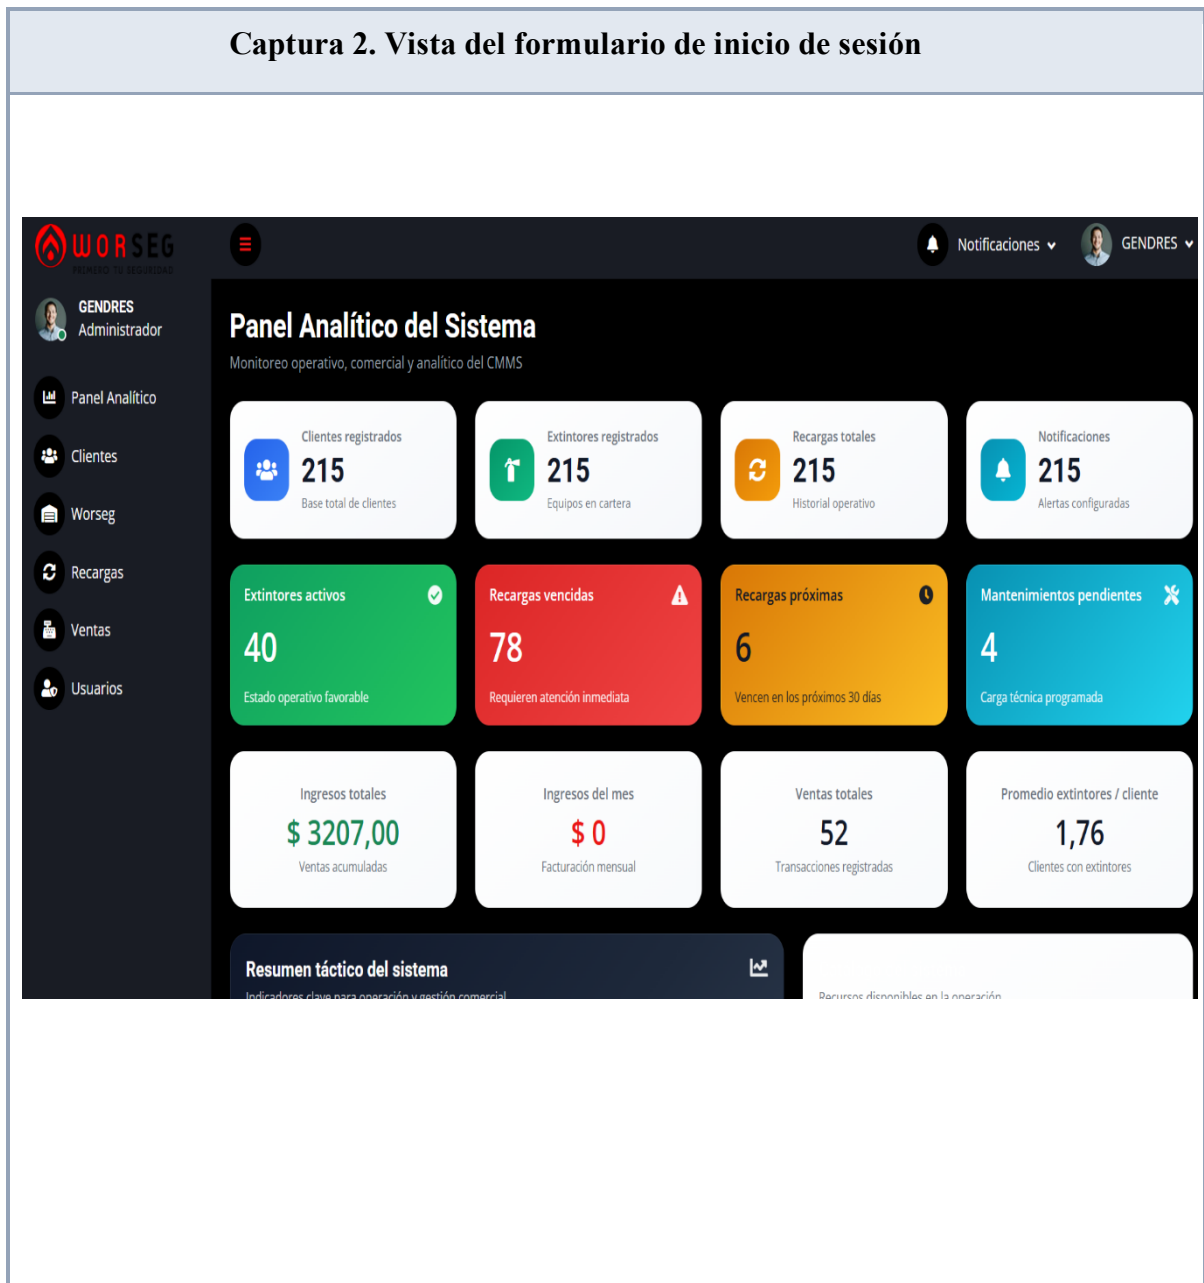 Captura 2. Vista del formulario de inicio de sesión
WORSEG
PRIMERO TU SEGURIDAD
Notificaciones
GENDRES
GENDRES
Administrador
Panel Analítico
Clientes
Worseg
Recargas
Ventas
Usuarios
Panel Analítico del Sistema
Monitoreo operativo, comercial y analítico del CMMS
Clientes registrados
215
Base total de clientes
Extintores registrados
215
Equipos en cartera
Recargas totales
215
Historial operativo
Notificaciones
215
Alertas configuradas
Extintores activos
40
Estado operativo favorable
Recargas vencidas
78
Requieren atención inmediata
Recargas próximas
6
Vencen en los próximos 30 días
Mantenimientos pendientes
4
Carga técnica programada
Ingresos totales
$ 3207,00
Ventas acumuladas
Ingresos del mes
$ 0
Facturación mensual
Ventas totales
52
Transacciones registradas
Promedio extintores / cliente
1,76
Clientes con extintores
Resumen táctico del sistema
Indicadores clave para operación y gestión comercial
Recursos disponibles en la operación